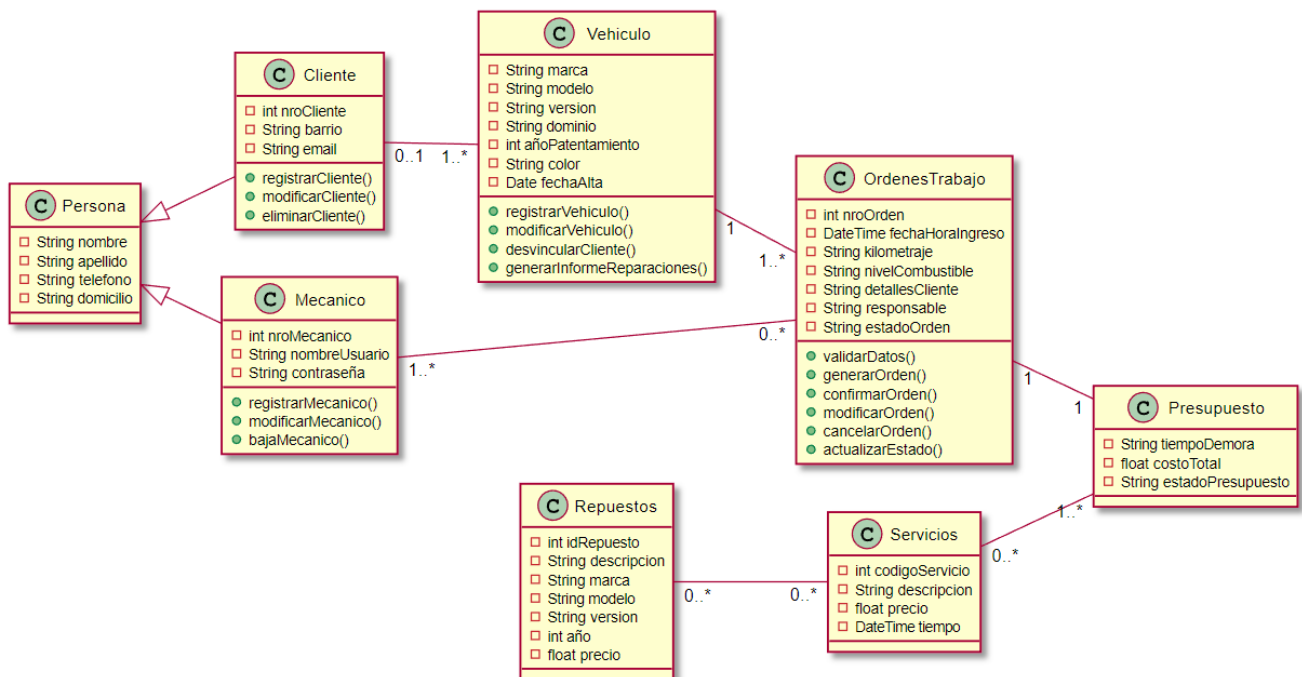 C Persona
String nombre
String apellido
String telefono
String domicilio
C Cliente
int nroCliente
String barrio
String email
registrarCliente()
modificarCliente()
eliminarCliente()
0..1
1..*
C Mecanico
int nroMecanico
String nombreUsuario
String contraseña
registrarMecanico()
modificarMecanico()
bajaMecanico()
1..*
0..*
C Vehiculo
String marca
String modelo
String version
String dominio
int añoPatentamiento
String color
Date fechaAlta
registrarVehiculo()
modificarVehiculo()
desvincularCliente()
generarInformeReparaciones()
1
1..*
C OrdenesTrabajo
int nroOrden
DateTime fechaHoraIngreso
String kilometraje
String nivelCombustible
String detallesCliente
String responsable
String estadoOrden
validarDatos()
generarOrden()
confirmarOrden()
modificarOrden()
cancelarOrden()
actualizarEstado()
1
1
C Presupuesto
String tiempoDemora
float costoTotal
String estadoPresupuesto
1..*
0..*
C Servicios
int codigoServicio
String descripcion
float precio
DateTime tiempo
0..*
0..*
C Repuestos
int idRepuesto
String descripcion
String marca
String modelo
String version
int año
float precio